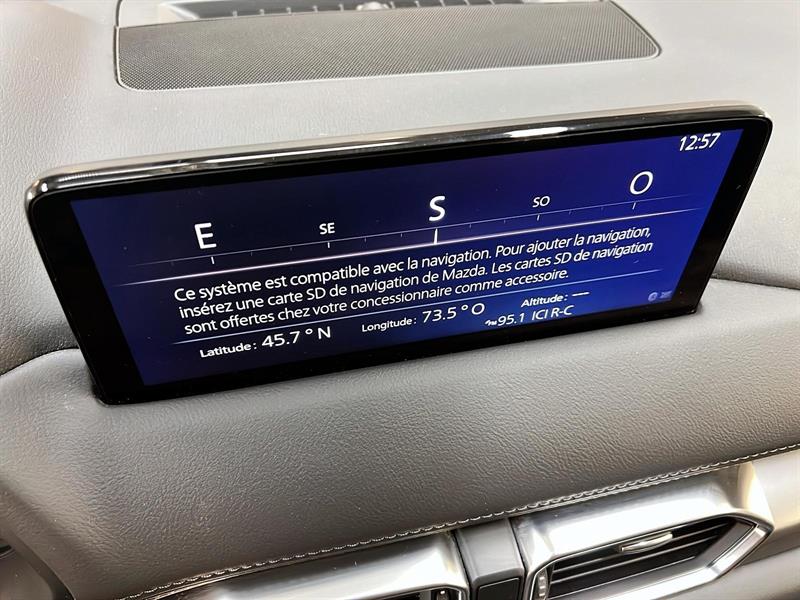 12:57
E SE S SO O
Ce système est compatible avec la navigation. Pour ajouter la navigation,
insérez une carte SD de navigation de Mazda. Les cartes SD de navigation
sont offertes chez votre concessionnaire comme accessoire.
Latitude : 45.7 ° N Longitude : 73.5 ° O Altitude : ---
FM 95.1 ICI R-C